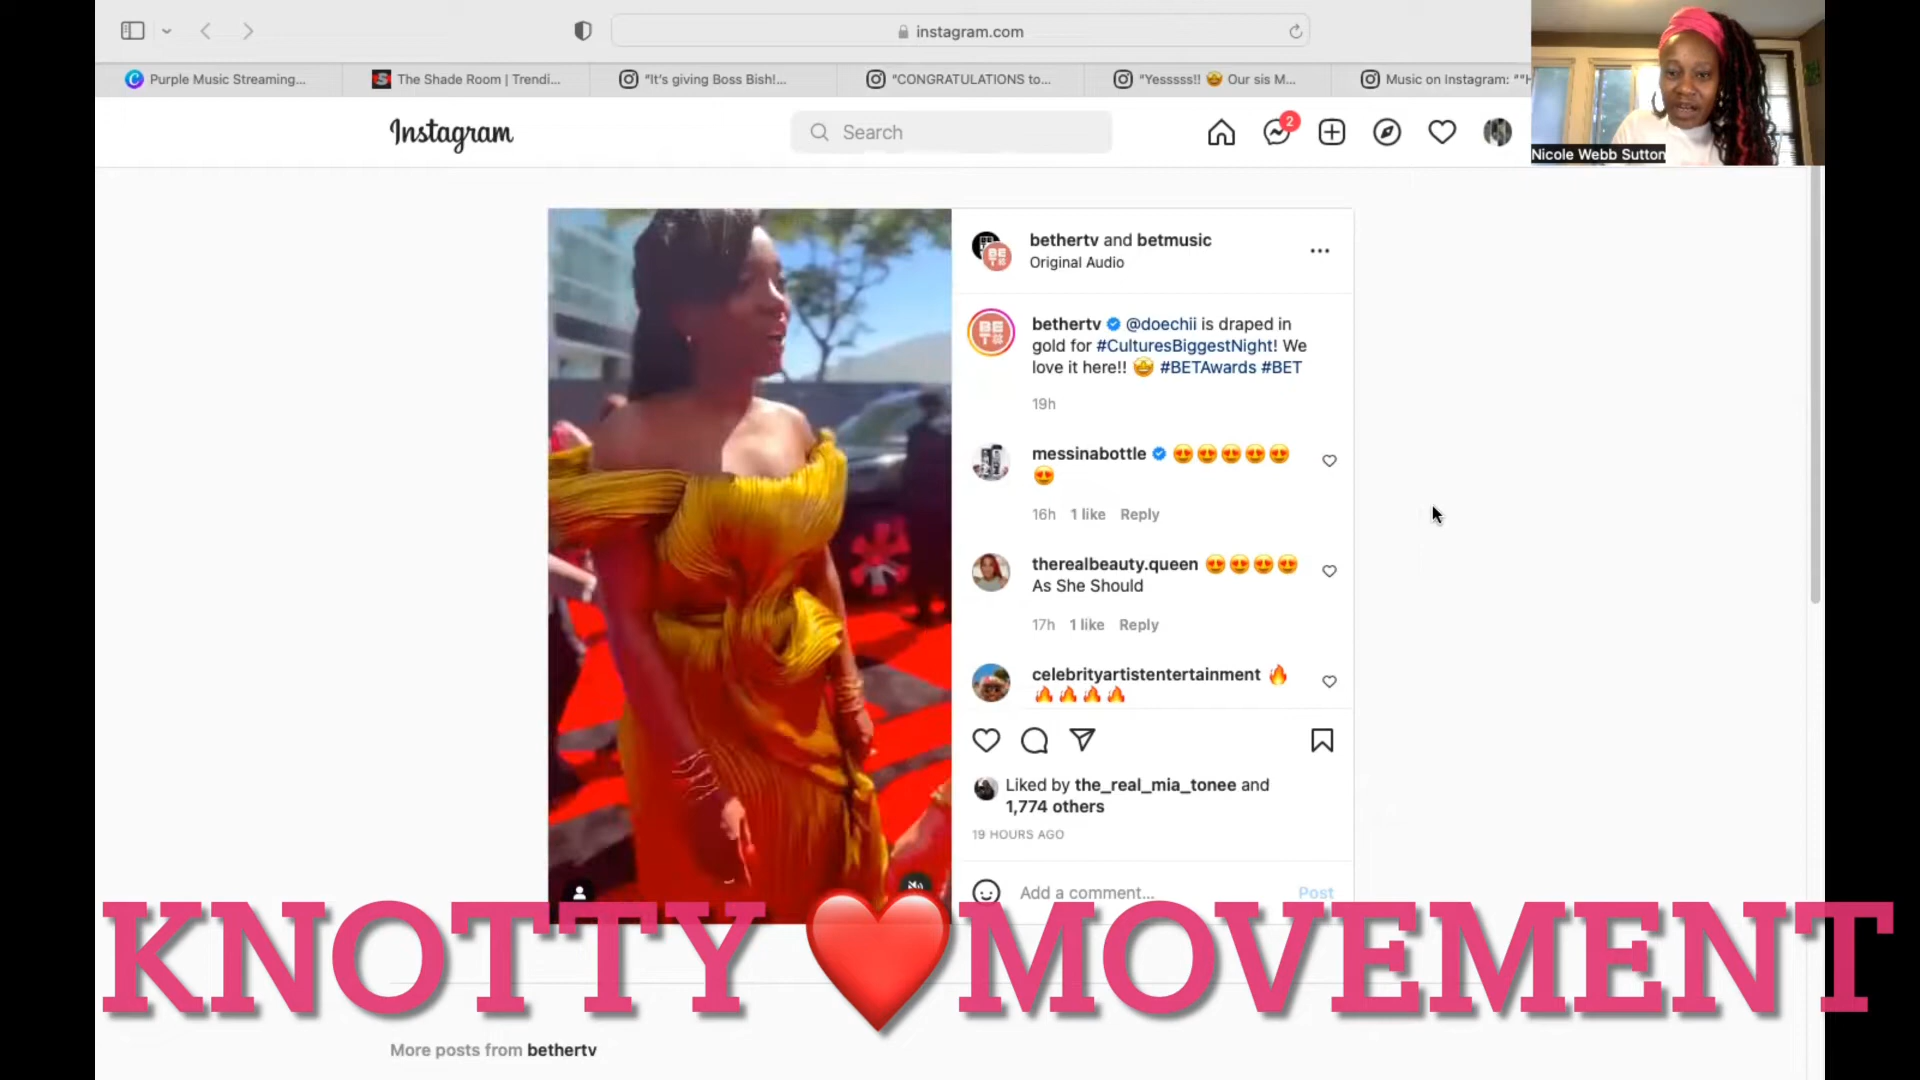 instagram.com
Purple Music Streaming...
The Shade Room | Trendi...
"It's giving Boss Bish!...
"CONGRATULATIONS to...
"Yesssss!! 🤩 Our sis M...
Music on Instagram: ""H
Nicole Webb Sutton
Instagram
Search
2
bethertv and betmusic
Original Audio
bethertv @doechii is draped in
gold for #CulturesBiggestNight! We
love it here!! 🤩 #BETAwards #BET
19h
messinabottle 😍😍😍😍😍
😍
16h 1 like Reply
therealbeauty.queen 😍😍😍😍
As She Should
17h 1 like Reply
celebrityartistentertainment 🔥
🔥🔥🔥🔥
Liked by the_real_mia_tonee and
1,774 others
19 HOURS AGO
Add a comment... Post
KNOTTY ❤️ MOVEMENT
More posts from bethertv